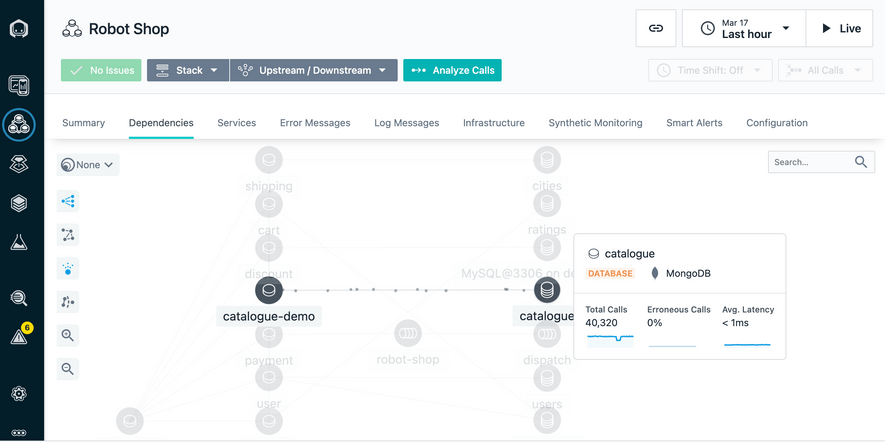 Robot Shop
Mar 17
Last hour
Live
No Issues
Stack
Upstream / Downstream
Analyze Calls
Time Shift: Off
All Calls
Summary
Dependencies
Services
Error Messages
Log Messages
Infrastructure
Synthetic Monitoring
Smart Alerts
Configuration
None
Search...
shipping
cities
cart
ratings
discount
MySQL@3306 on de
catalogue-demo
catalogue
payment
robot-shop
dispatch
user
users
6
catalogue
DATABASE
MongoDB
Total Calls
40,320
Erroneous Calls
0%
Avg. Latency
< 1ms